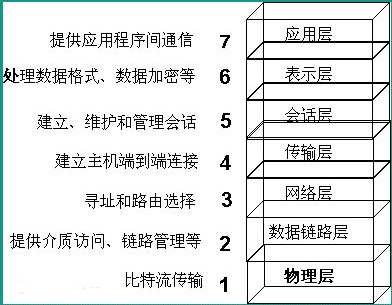 提供应用程序间通信 7 应用层
处理数据格式、数据加密等 6 表示层
建立、维护和管理会话 5 会话层
建立主机端到端连接 4 传输层
寻址和路由选择 3 网络层
提供介质访问、链路管理等 2 数据链路层
比特流传输 1 物理层